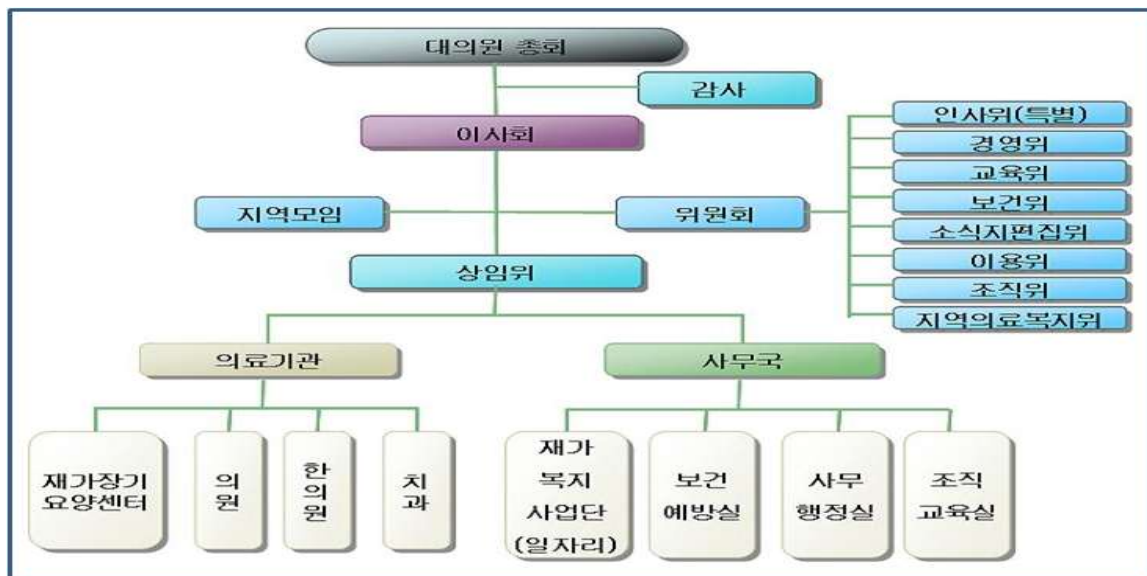 대의원 총회
감사
이사회
인사위(특별)
경영위
교육위
보건위
소식지편집위
이용위
조직위
지역의료복지위
지역모임
위원회
상임위
의료기관
사무국
재가장기
요양센터
의
원
한
의
원
치
과
재가
복지
사업단
(일자리)
보건
예방실
사무
행정실
조직
교육실